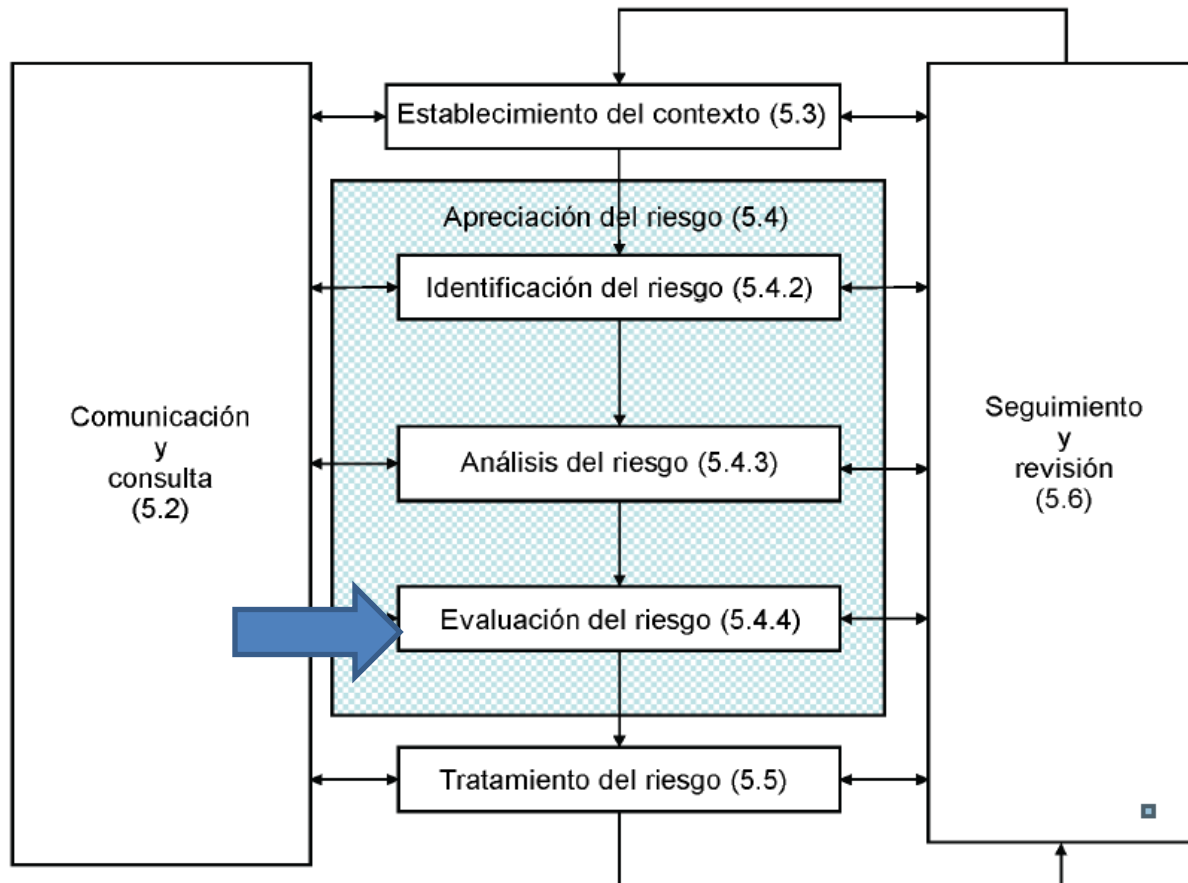 Establecimiento del contexto (5.3)
Apreciación del riesgo (5.4)
Identificación del riesgo (5.4.2)
Comunicación
y
consulta
(5.2)
Análisis del riesgo (5.4.3)
Seguimiento
y
revisión
(5.6)
Evaluación del riesgo (5.4.4)
Tratamiento del riesgo (5.5)